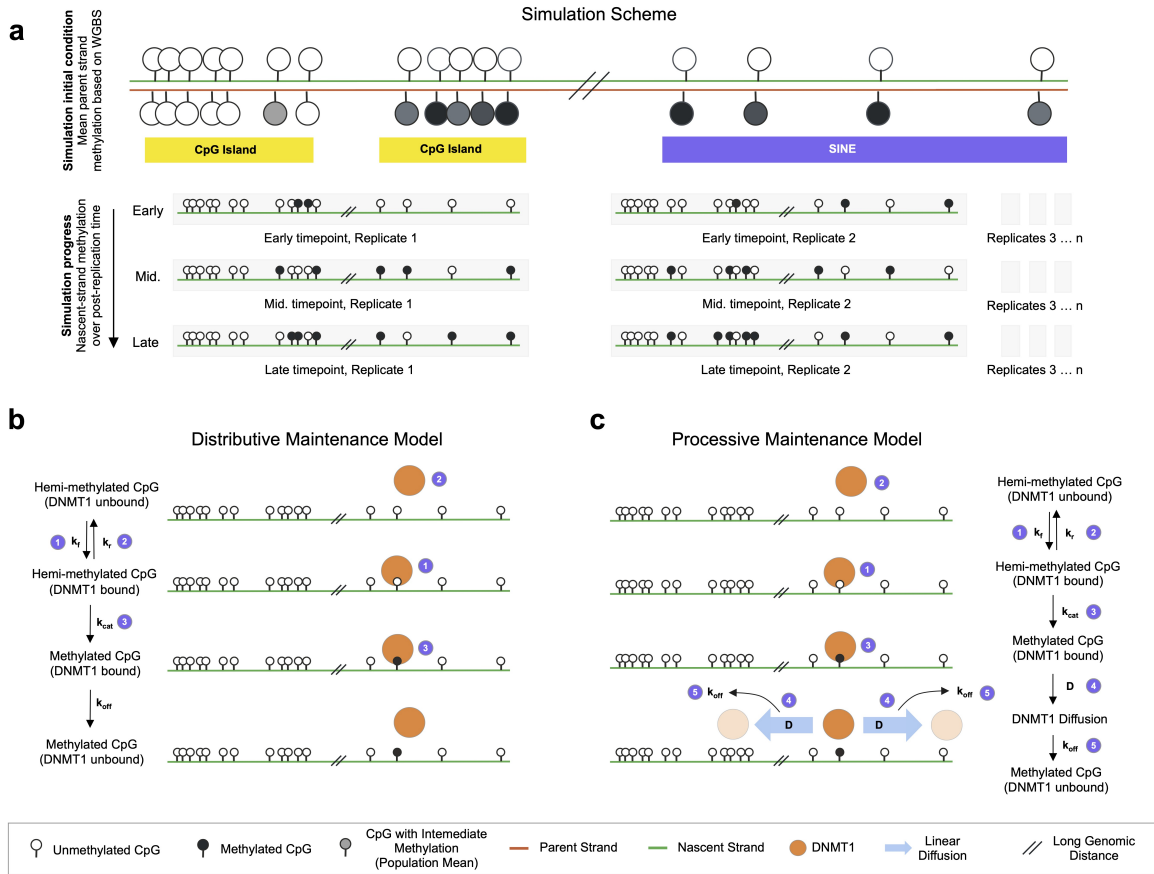 Simulation Scheme
a
Simulation initial condition
Mean parent strand
methylation based on WGBS
CpG Island
CpG Island
SINE
Simulation progress
Nascent-strand methylation
over post-replication time
Early
Early timepoint, Replicate 1
Early timepoint, Replicate 2
Replicates 3 … n
Mid.
Mid. timepoint, Replicate 1
Mid. timepoint, Replicate 2
Replicates 3 … n
Late
Late timepoint, Replicate 1
Late timepoint, Replicate 2
Replicates 3 … n
b
Distributive Maintenance Model
Hemi-methylated CpG
(DNMT1 unbound)
1 kf kr 2
Hemi-methylated CpG
(DNMT1 bound)
kcat 3
Methylated CpG
(DNMT1 bound)
koff
Methylated CpG
(DNMT1 unbound)
2
1
3
c
Processive Maintenance Model
2
1
3
5 koff 4
4 koff 5
D
D
Hemi-methylated CpG
(DNMT1 unbound)
1 kf kr 2
Hemi-methylated CpG
(DNMT1 bound)
kcat 3
Methylated CpG
(DNMT1 bound)
D 4
DNMT1 Diffusion
koff 5
Methylated CpG
(DNMT1 unbound)
Unmethylated CpG
Methylated CpG
CpG with Intemediate
Methylation
(Population Mean)
Parent Strand
Nascent Strand
DNMT1
Linear
Diffusion
Long Genomic
Distance